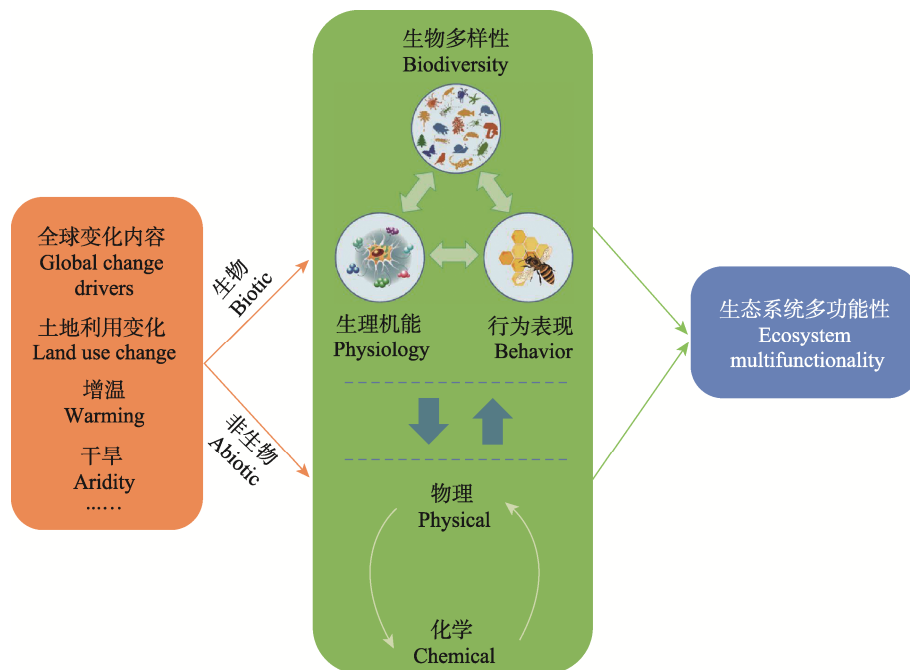 生物多样性
Biodiversity
全球变化内容
Global change
drivers
土地利用变化
Land use change
增温
Warming
干旱
Aridity
……
生物
Biotic
非生物
Abiotic
生理机能
Physiology
行为表现
Behavior
物理
Physical
化学
Chemical
生态系统多功能性
Ecosystem
multifunctionality